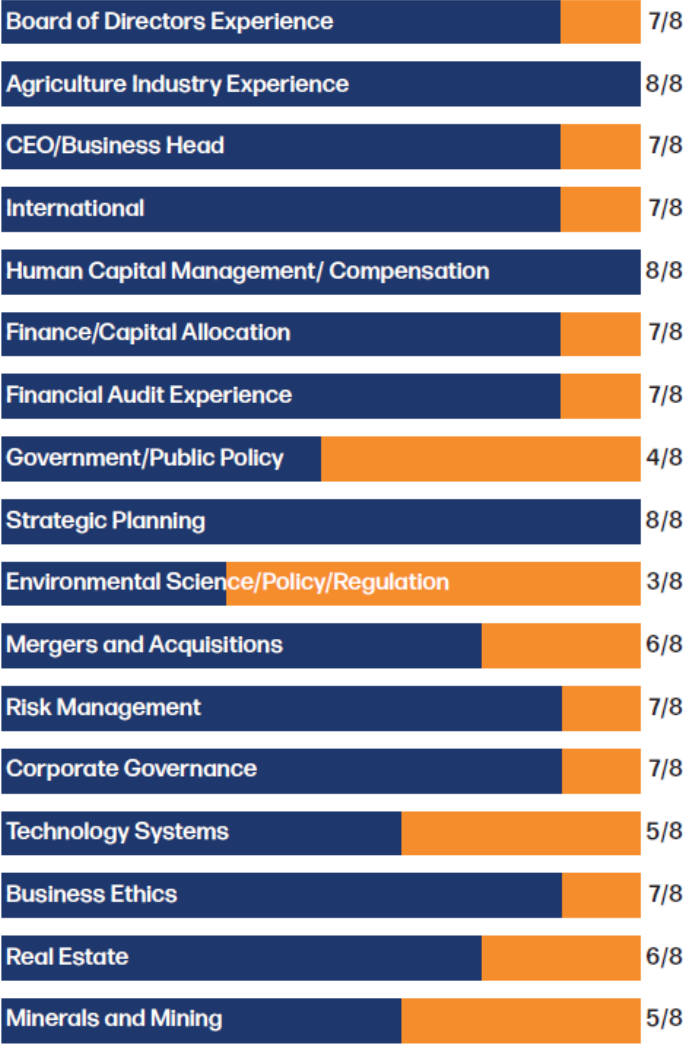 Board of Directors Experience 7/8
Agriculture Industry Experience 8/8
CEO/Business Head 7/8
International 7/8
Human Capital Management/ Compensation 8/8
Finance/Capital Allocation 7/8
Financial Audit Experience 7/8
Government/Public Policy 4/8
Strategic Planning 8/8
Environmental Science/Policy/Regulation 3/8
Mergers and Acquisitions 6/8
Risk Management 7/8
Corporate Governance 7/8
Technology Systems 5/8
Business Ethics 7/8
Real Estate 6/8
Minerals and Mining 5/8